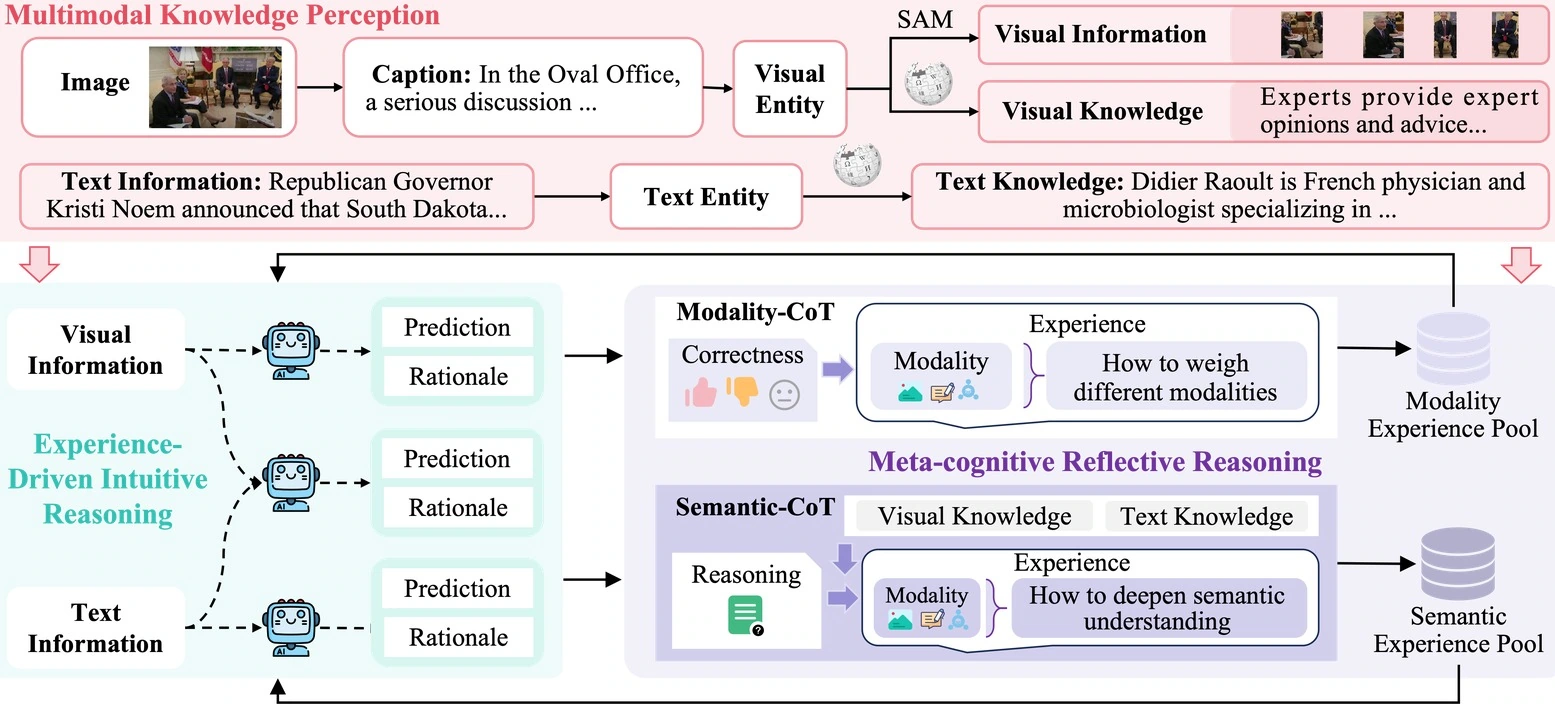 Multimodal Knowledge Perception
Image
Caption: In the Oval Office,
a serious discussion ...
Visual
Entity
SAM
Visual Information
Visual Knowledge
Experts provide expert
opinions and advice...
Text Information: Republican Governor
Kristi Noem announced that South Dakota...
Text Entity
Text Knowledge: Didier Raoult is French physician and
microbiologist specializing in ...
Visual
Information
Experience-
Driven Intuitive
Reasoning
Text
Information
AI
Prediction
Rationale
AI
Prediction
Rationale
AI
Prediction
Rationale
Modality-CoT
Correctness
Experience
Modality
How to weigh
different modalities
Modality
Experience Pool
Meta-cognitive Reflective Reasoning
Semantic-CoT
Visual Knowledge
Text Knowledge
Reasoning
?
Experience
Modality
How to deepen semantic
understanding
Semantic
Experience Pool